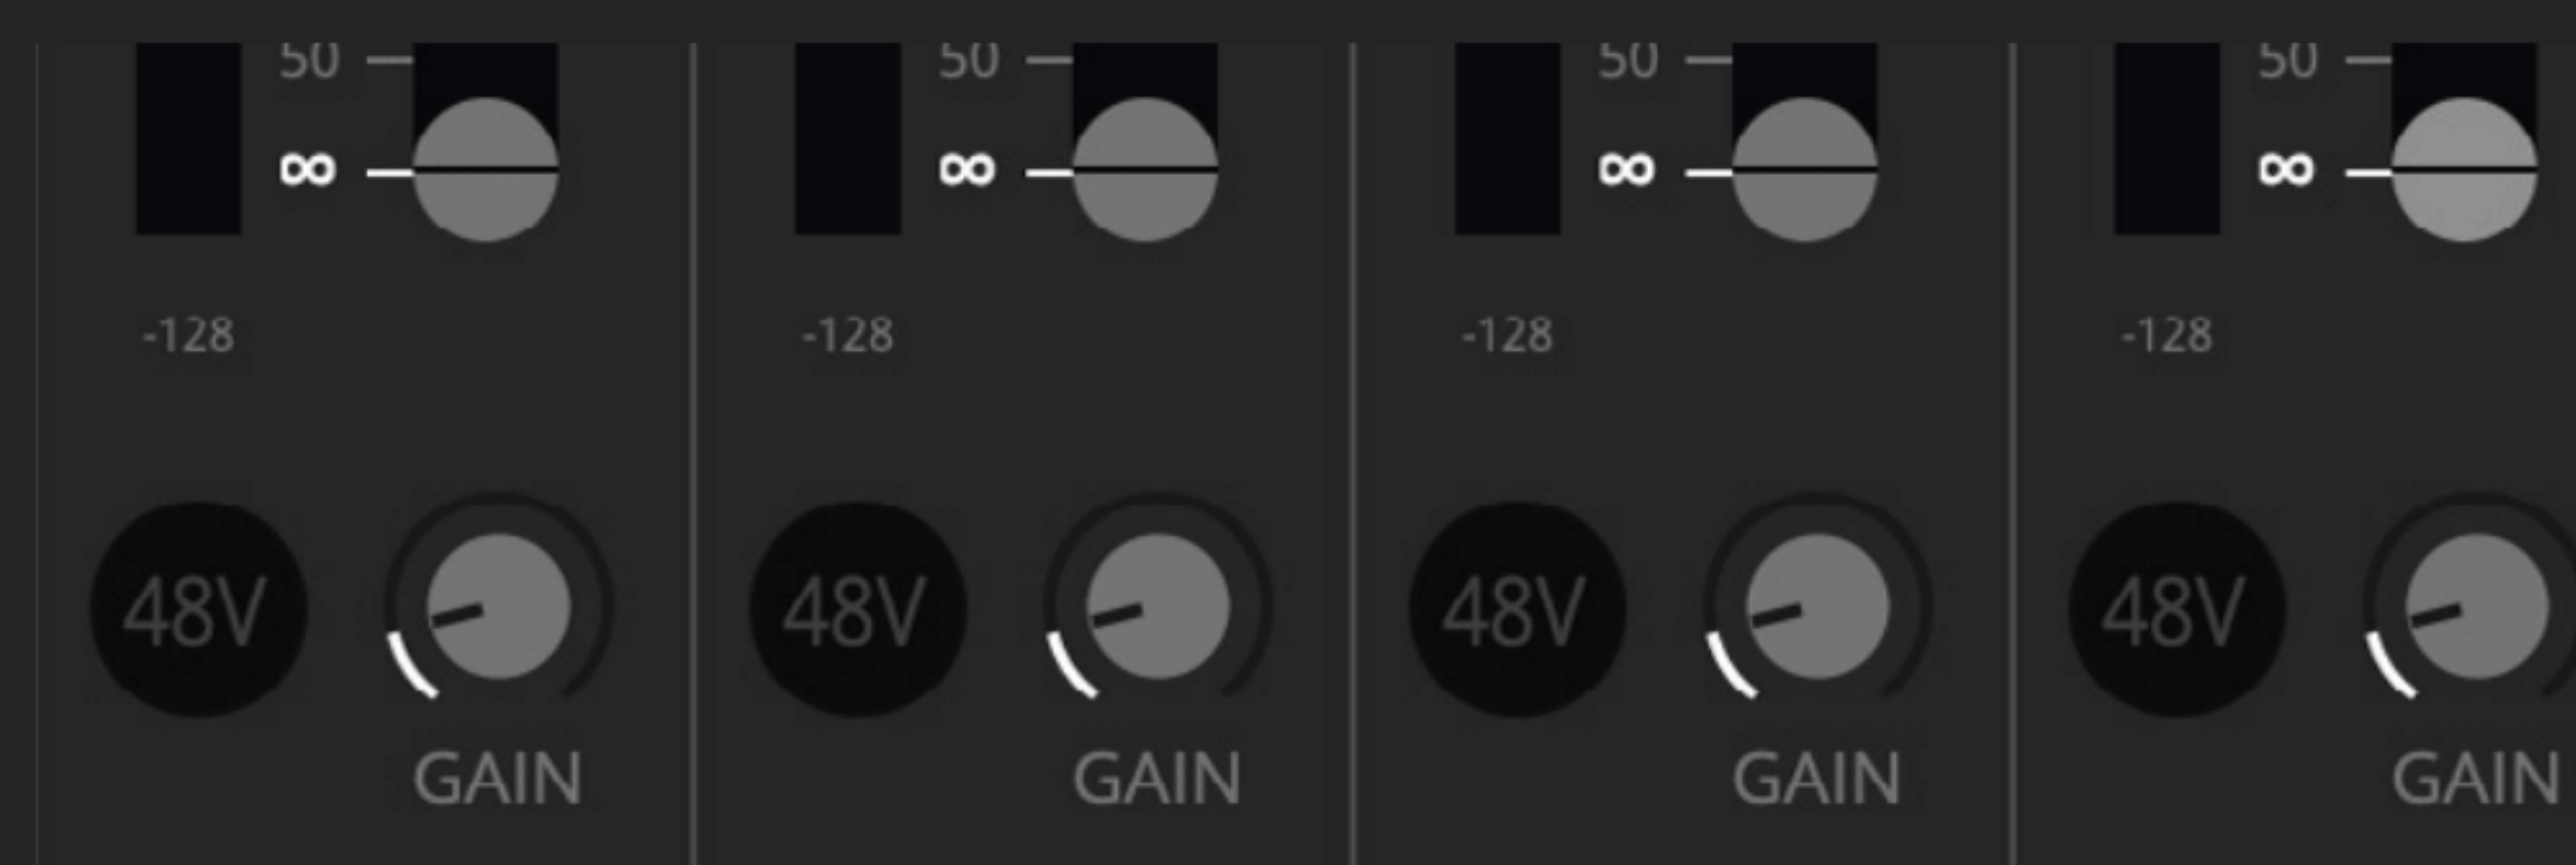 50 50 50 50
∞ ∞ ∞ ∞
-128 -128 -128 -128
48V 48V 48V 48V
GAIN GAIN GAIN GAIN